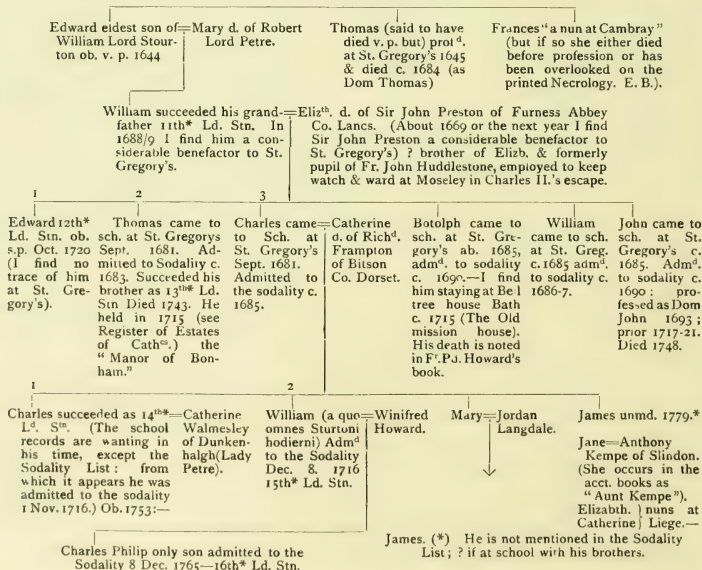 Edward eldest son of=Mary d. of Robert
William Lord Stour-
ton ob. v. p. 1644
Lord Petre.
Thomas (said to have
died v. p. but) prof d.
at St. Gregory's 1645
& died c. 1684 (as
Dom Thomas)
Frances "a nun at Cambray"
(but if so she either died
before profession or has
been overlooked on the
printed Necrology. E. B.).
William succeeded his grand-
father 11th* Ld. Stn. In
1688/9 I find him a con-
siderable benefactor to St.
Gregory's.
=Elizth. d. of Sir John Preston of Furness Abbey
Co. Lancs. (About 1669 or the next year I find
Sir John Preston a considerable benefactor to
St. Gregory's) ? brother of Elizb. & formerly
pupil of Fr. John Huddlestone, employed to keep
watch & ward at Moseley in Charles II.'s escape.
1
Edward 12th*
Ld. Stn. ob.
s.p. Oct. 1720
(I find no
trace of him
at St. Gre-
gory's).
2
Thomas came to
sch. at St. Gregorys
Sept. 1681. Ad-
mitted to Sodality c.
1683. Succeeded his
brother as 13th* Ld.
Stn Died 1743. He
held in 1715 (see
Register of Estates
of Cathcs.) the
"Manor of Bon-
ham."
3
Charles came=Catherine
to Sch. at
St. Gregory's
Sept. 1681.
Admitted to
the sodality c.
1685.
d. of Richd.
Frampton
of Bitson
Co. Dorset.
Botolph came to
sch. at St. Gre-
gory's ab. 1685,
admd. to sodality
c. 1690.—I find
him staying at Bell
tree house Bath
c. 1715 (The Old
mission house).
His death is noted
in Fr. P.J. Howard's
book.
William
came to sch.
at St. Greg.
c. 1685 admd.
to sodality c.
1686-7.
John came to
sch. at St.
Gregory's c.
1685. Admd.
to sodality c.
1690: pro-
fessed as Dom
John 1693;
prior 1717-21.
Died 1748.
1
Charles succeeded as 14th*=Catherine
Ld. Stn. (The school
records are wanting in
his time, except the
Sodality List: from
which it appears he was
admitted to the sodality
1 Nov. 1716.) Ob. 1753:—
Walmesley
of Dunken-
halgh (Lady
Petre).
2
William (a quo=Winifred
omnes Sturtoni
hodierni) Admd
to the Sodality
Dec. 8. 1716
15th* Ld. Stn.
Howard.
Mary=Jordan
Langdale.
James unmd. 1779.*
Jane=Anthony
Kempe of Slindon.
(She occurs in the
acct. books as
"Aunt Kempe").
Elizabth. } nuns at
Catherine } Liege.—
Charles Philip only son admitted to the
Sodality 8 Dec. 1765—16th* Ld. Stn.
James. (*) He is not mentioned in the Sodality
List; ? if at school with his brothers.